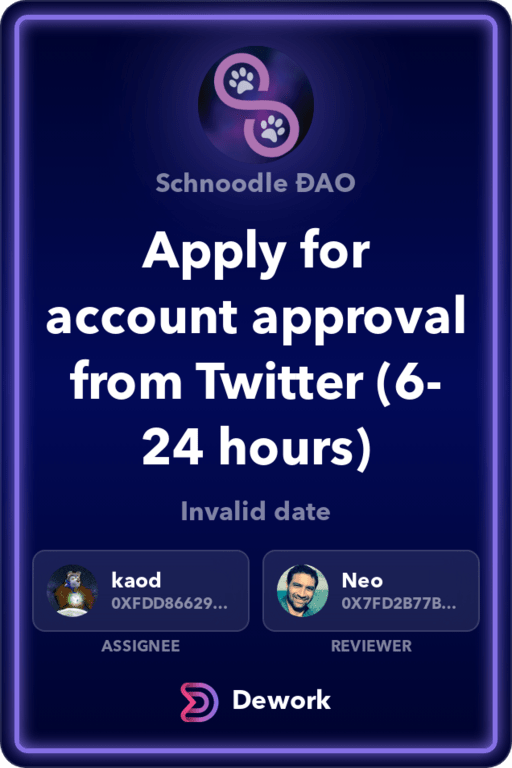 Schnoodle ÐAO
Apply for
account approval
from Twitter (6-
24 hours)
Invalid date
kaod
0XFDD86629...
Neo
0X7FD2B77B...
ASSIGNEE
REVIEWER
Dework